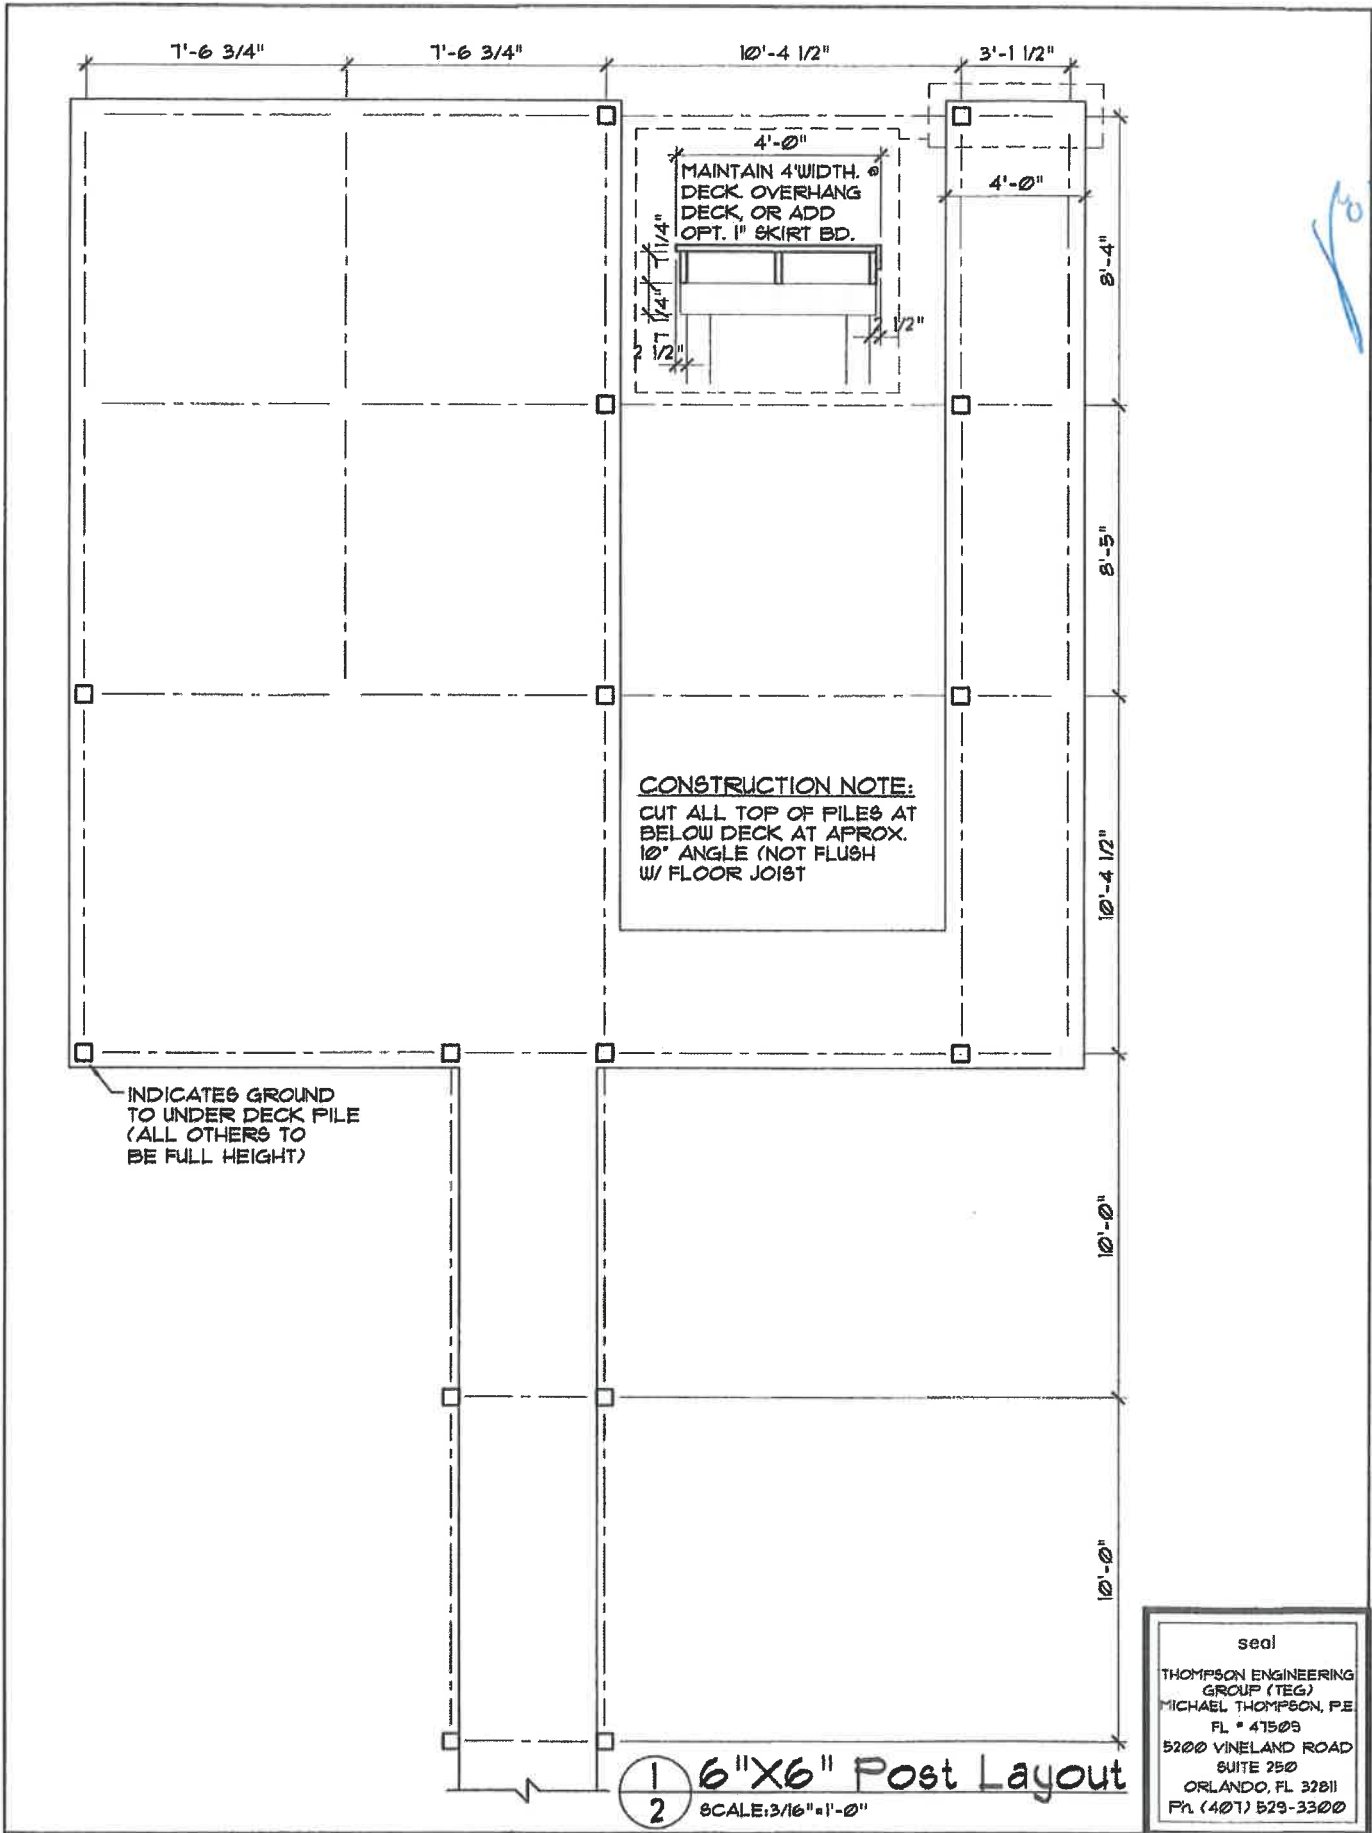 7'-6 3/4" 7'-6 3/4" 10'-4 1/2" 3'-1 1/2"
4'-0"
MAINTAIN 4'WIDTH. @
DECK. OVERHANG
DECK, OR ADD
OPT. 1" SKIRT BD.
4'-0"
7 1/4"
7 1/4"
2 1/2"
2 1/2"
8'-4"
8'-5"
CONSTRUCTION NOTE:
CUT ALL TOP OF PILES AT
BELOW DECK AT APROX.
10° ANGLE (NOT FLUSH
W/ FLOOR JOIST
10'-4 1/2"
INDICATES GROUND
TO UNDER DECK PILE
(ALL OTHERS TO
BE FULL HEIGHT)
10'-0"
10'-0"
1
2
6"X6" Post Layout
SCALE:3/16"=1'-0"
seal
THOMPSON ENGINEERING
GROUP (TEG)
MICHAEL THOMPSON, P.E.
FL # 47509
5200 VINELAND ROAD
SUITE 250
ORLANDO, FL 32811
Ph. (407) 529-3300